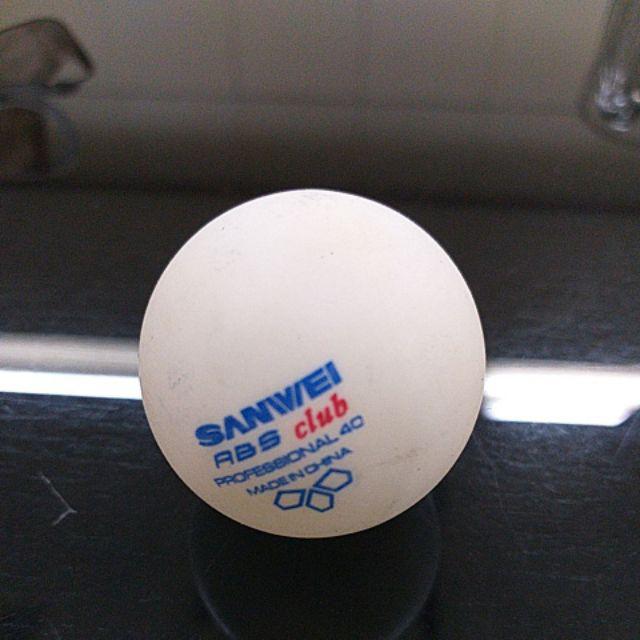 SANWEI
ABS club
PROFESSIONAL 40
MADE IN CHINA